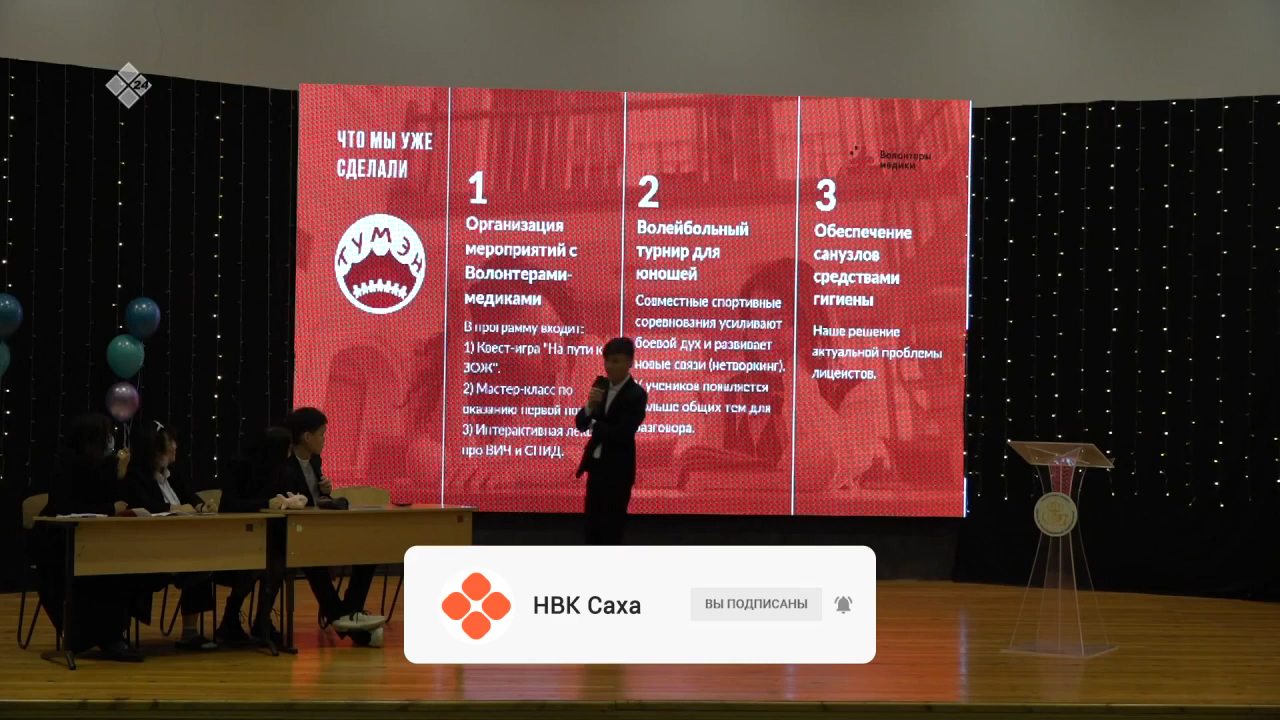 Х24
ЧТО МЫ УЖЕ
СДЕЛАЛИ
ТУМЭН
1
Организация
мероприятий с
Волонтерами-
медиками
В программу входит:
1) Квест-игра "На пути к
ЗОЖ".
2) Мастер-класс по
оказанию первой
3) Интерактивная
про ВИЧ и СПИД.
2
Волейбольный
турнир для
юношей
Совместные спортивные
соревнования усиливают
боевой дух и развивает
новые связи (нетворкинг).
учеников появляется
общих тем для
разговора.
Волонтеры
медики
3
Обеспечение
санузлов
средствами
гигиены
Наше решение
актуальной проблемы
лицеистов.
НВК Саха
ВЫ ПОДПИСАНЫ